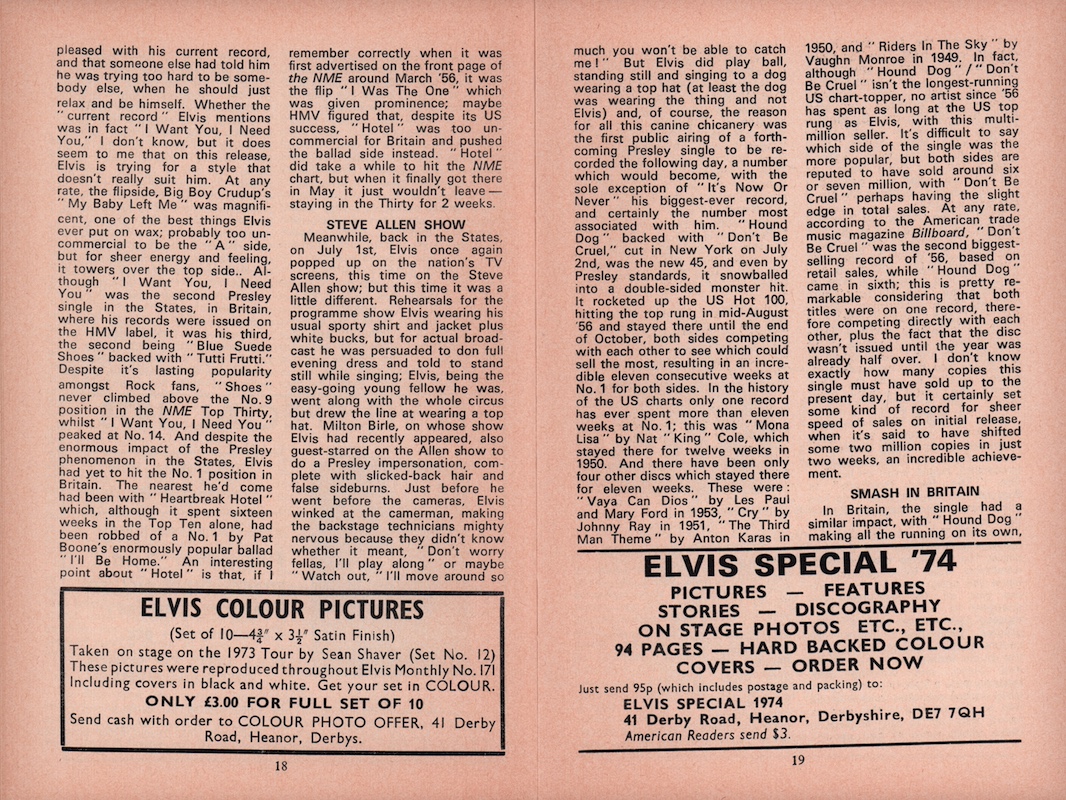 pleased with his current record,
and that someone else had told him
he was trying too hard to be some-
body else, when he should just
relax and be himself. Whether the
" current record " Elvis mentions
was in fact " I Want You, I Need
You," I don't know, but it does
seem to me that on this release,
Elvis is trying for a style that
doesn't really suit him. At any
rate, the flipside, Big Boy Crudup's
" My Baby Left Me " was magnifi-
cent, one of the best things Elvis
ever put on wax; probably too un-
commercial to be the " A " side,
but for sheer energy and feeling,
it towers over the top side.. Al-
though " I Want You, I Need
You " was the second Presley
single in the States, in Britain,
where his records were issued on
the HMV label, it was his third,
the second being " Blue Suede
Shoes " backed with " Tutti Frutti."
Despite it's lasting popularity
amongst Rock fans, " Shoes "
never climbed above the No. 9
position in the NME Top Thirty,
whilst " I Want You, I Need You "
peaked at No. 14. And despite the
enormous impact of the Presley
phenomenon in the States, Elvis
had yet to hit the No. 1 position in
Britain. The nearest he'd come
had been with " Heartbreak Hotel "
which, although it spent sixteen
weeks in the Top Ten alone, had
been robbed of a No. 1 by Pat
Boone's enormously popular ballad
" I'll Be Home." An interesting
point about " Hotel " is that, if I
remember correctly when it was
first advertised on the front page of
the NME around March '56, it was
the flip " I Was The One " which
was given prominence; maybe
HMV figured that, despite its US
success, " Hotel " was too un-
commercial for Britain and pushed
the ballad side instead. " Hotel "
did take a while to hit the NME
chart, but when it finally got there
in May it just wouldn't leave —
staying in the Thirty for 2 weeks.
STEVE ALLEN SHOW
Meanwhile, back in the States,
on July 1st, Elvis once again
popped up on the nation's TV
screens, this time on the Steve
Allen show; but this time it was a
little different. Rehearsals for the
programme show Elvis wearing his
usual sporty shirt and jacket plus
white bucks, but for actual broad-
cast he was persuaded to don full
evening dress and told to stand
still while singing; Elvis, being the
easy-going young fellow he was,
went along with the whole circus
but drew the line at wearing a top
hat. Milton Birle, on whose show
Elvis had recently appeared, also
guest-starred on the Allen show to
do a Presley impersonation, com-
plete with slicked-back hair and
false sideburns. Just before he
went before the cameras, Elvis
winked at the camerman, making
the backstage technicians mighty
nervous because they didn't know
whether it meant, " Don't worry
fellas, I'll play along " or maybe
" Watch out, " I'll move around so
ELVIS COLOUR PICTURES
(Set of 10—4¾" x 3½" Satin Finish)
Taken on stage on the 1973 Tour by Sean Shaver (Set No. 12)
These pictures were reproduced throughout Elvis Monthly No. 171
Including covers in black and white. Get your set in COLOUR.
ONLY £3.00 FOR FULL SET OF 10
Send cash with order to COLOUR PHOTO OFFER, 41 Derby
Road, Heanor, Derbys.
18
much you won't be able to catch
me ! " But Elvis did play ball,
standing still and singing to a dog
wearing a top hat (at least the dog
was wearing the thing and not
Elvis) and, of course, the reason
for all this canine chicanery was
the first public airing of a forth-
coming Presley single to be re-
corded the following day, a number
which would become, with the
sole exception of " It's Now Or
Never " his biggest-ever record,
and certainly the number most
associated with him. " Hound
Dog " backed with " Don't Be
Cruel," cut in New York on July
2nd, was the new 45, and even by
Presley standards, it snowballed
into a double-sided monster hit.
It rocketed up the US Hot 100,
hitting the top rung in mid-August
'56 and stayed there until the end
of October, both sides competing
with each other to see which could
sell the most, resulting in an incre-
dible eleven consecutive weeks at
No. 1 for both sides. In the history
of the US charts only one record
has ever spent more than eleven
weeks at No. 1; this was " Mona
Lisa " by Nat " King " Cole, which
stayed there for twelve weeks in
1950. And there have been only
four other discs which stayed there
for eleven weeks. These were :
" Vaya Can Dios " by Les Paul
and Mary Ford in 1953, " Cry " by
Johnny Ray in 1951, " The Third
Man Theme " by Anton Karas in
1950, and " Riders In The Sky " by
Vaughn Monroe in 1949. In fact,
although " Hound Dog " / " Don't
Be Cruel " isn't the longest-running
US chart-topper, no artist since '56
has spent as long at the US top
rung as Elvis, with this multi-
million seller. It's difficult to say
which side of the single was the
more popular, but both sides are
reputed to have sold around six
or seven million, with " Don't Be
Cruel " perhaps having the slight
edge in total sales. At any rate,
according to the American trade
music magazine Billboard, " Don't
Be Cruel " was the second biggest-
selling record of '56, based on
retail sales, while " Hound Dog "
came in sixth; this is pretty re-
markable considering that both
titles were on one record, there-
fore competing directly with each
other, plus the fact that the disc
wasn't issued until the year was
already half over. I don't know
exactly how many copies this
single must have sold up to the
present day, but it certainly set
some kind of record for sheer
speed of sales on initial release,
when it's said to have shifted
some two million copies in just
two weeks, an incredible achieve-
ment.
SMASH IN BRITAIN
In Britain, the single had a
similar impact, with " Hound Dog "
making all the running on its own,
ELVIS SPECIAL '74
PICTURES — FEATURES
STORIES — DISCOGRAPHY
ON STAGE PHOTOS ETC., ETC.,
94 PAGES — HARD BACKED COLOUR
COVERS — ORDER NOW
Just send 95p (which includes postage and packing) to:
ELVIS SPECIAL 1974
41 Derby Road, Heanor, Derbyshire, DE7 7QH
American Readers send $3.
19